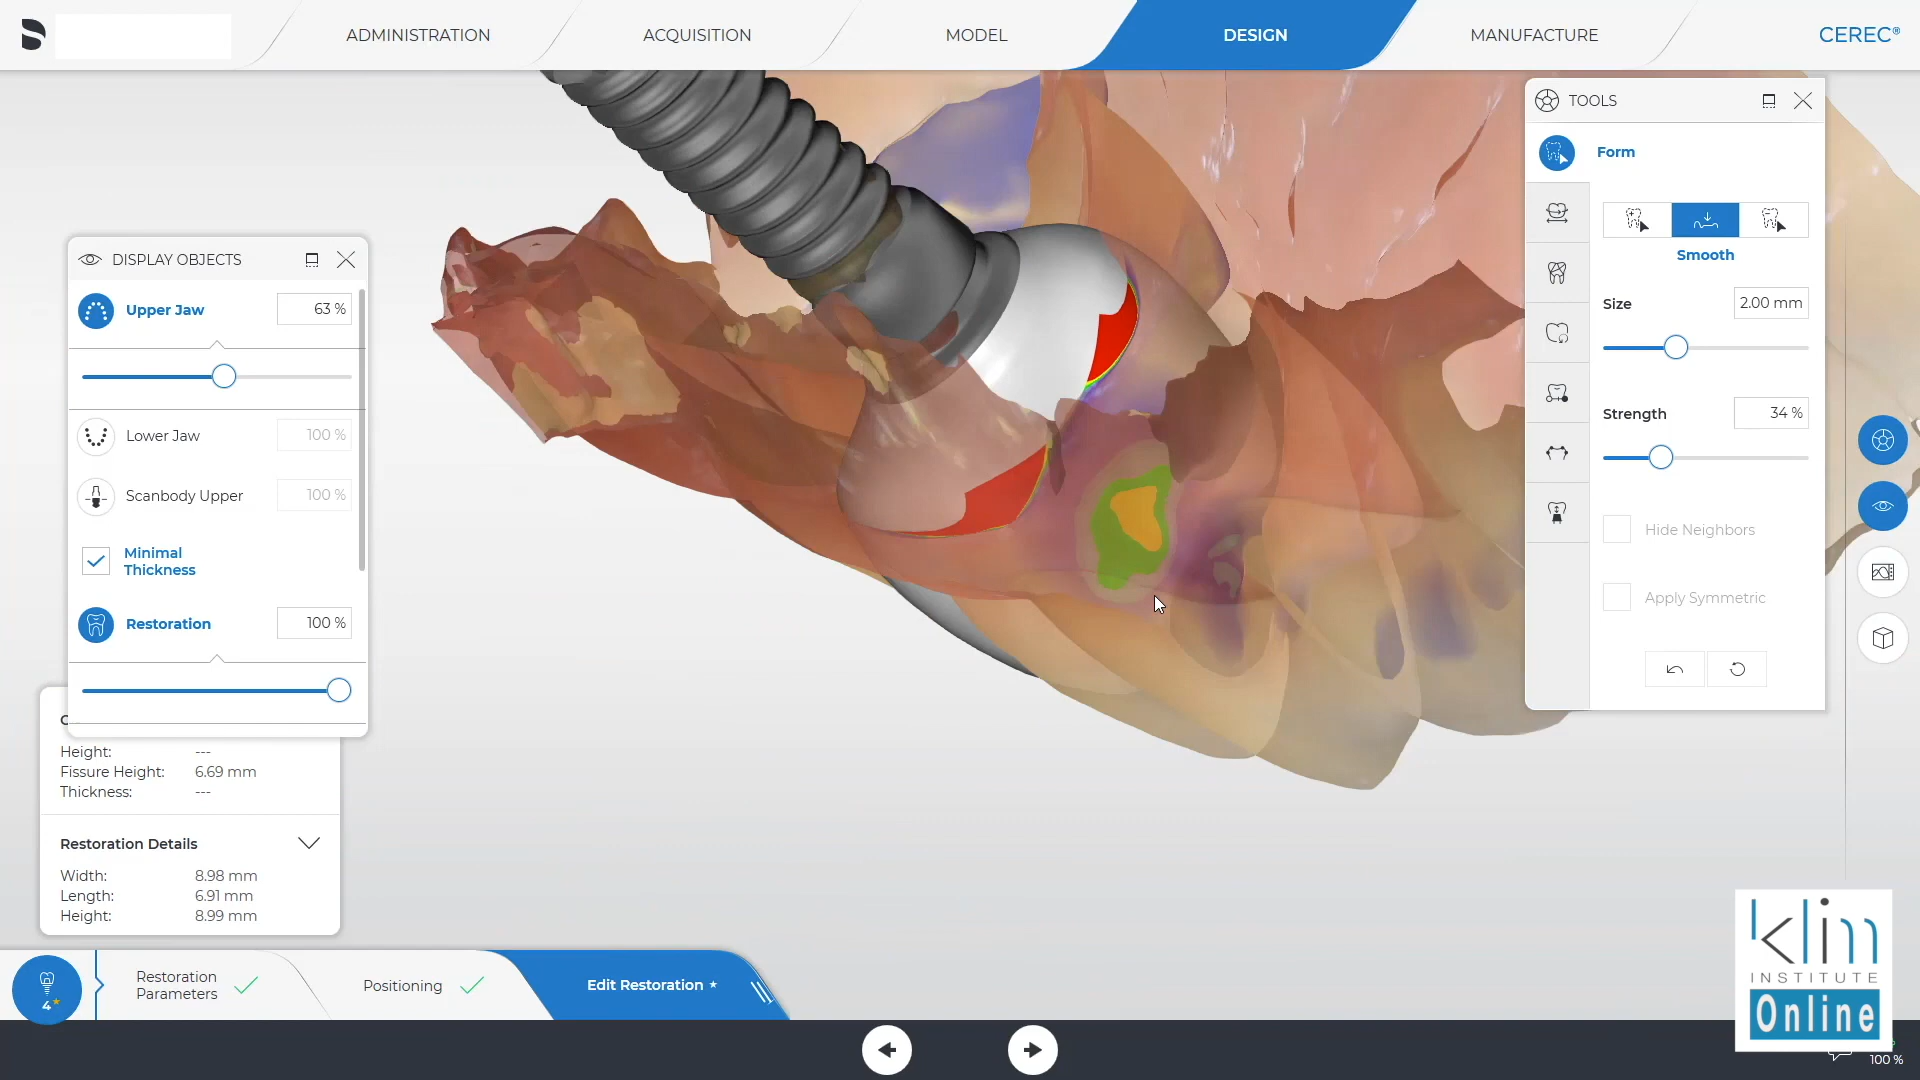 ADMINISTRATION
ACQUISITION
MODEL
DESIGN
MANUFACTURE
CEREC®
DISPLAY OBJECTS
Upper Jaw
63 %
Lower Jaw
100 %
Scanbody Upper
100 %
Minimal
Thickness
Restoration
100 %
Height: ---
Fissure Height: 6.69 mm
Thickness: ---
Restoration Details
Width: 8.98 mm
Length: 6.91 mm
Height: 8.99 mm
TOOLS
Form
Smooth
Size
2.00 mm
Strength
34 %
Hide Neighbors
Apply Symmetric
4
Restoration
Parameters
Positioning
Edit Restoration *
klim
INSTITUTE
Online
100 %